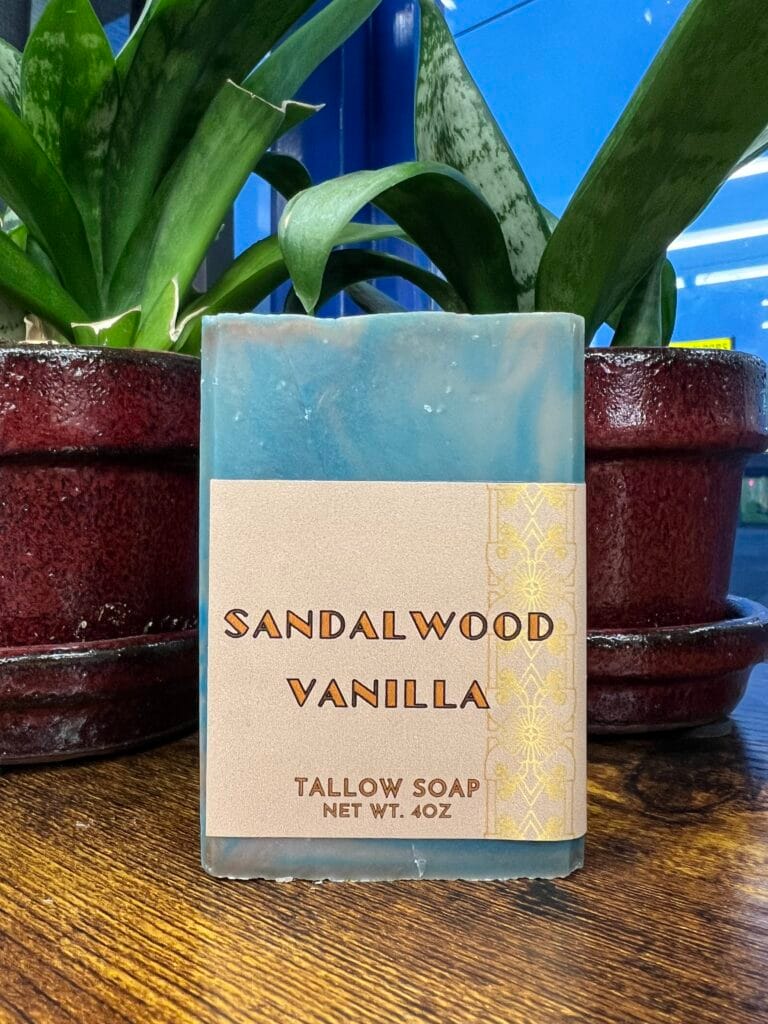 SANDALWOOD
VANILLA
TALLOW SOAP
NET WT. 4OZ